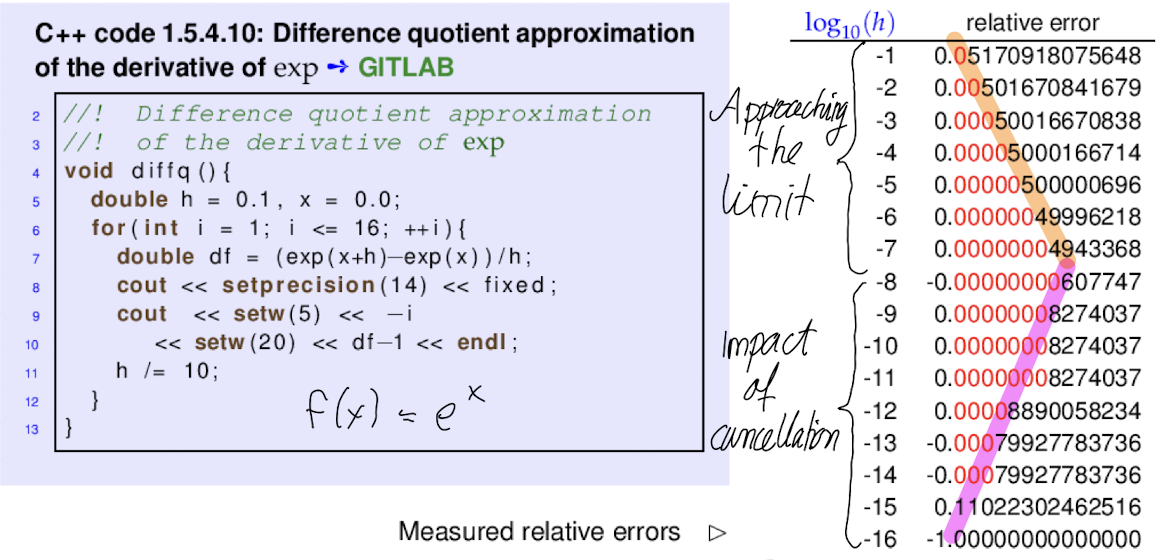 C++ code 1.5.4.10: Difference quotient approximation
of the derivative of exp ➺ GITLAB
2 //! Difference quotient approximation
3 //! of the derivative of exp
4 void diffq(){
5 double h = 0.1, x = 0.0;
6 for(int i = 1; i <= 16; ++i){
7 double df = (exp(x+h)−exp(x))/h;
8 cout << setprecision(14) << fixed;
9 cout << setw(5) << −i
10 << setw(20) << df−1 << endl;
11 h /= 10;
12 }
13 }
f(x) = e^x
Approaching
the
limit
Impact
of
cancellation
log10(h) relative error
-1 0.05170918075648
-2 0.00501670841679
-3 0.00050016670838
-4 0.00005000166714
-5 0.00000500000696
-6 0.00000049996218
-7 0.00000004943368
-8 -0.00000000607747
-9 0.00000008274037
-10 0.00000008274037
-11 0.00000008274037
-12 0.00008890058234
-13 -0.00079927783736
-14 -0.00079927783736
-15 0.11022302462516
-16 -1.00000000000000
Measured relative errors ▷